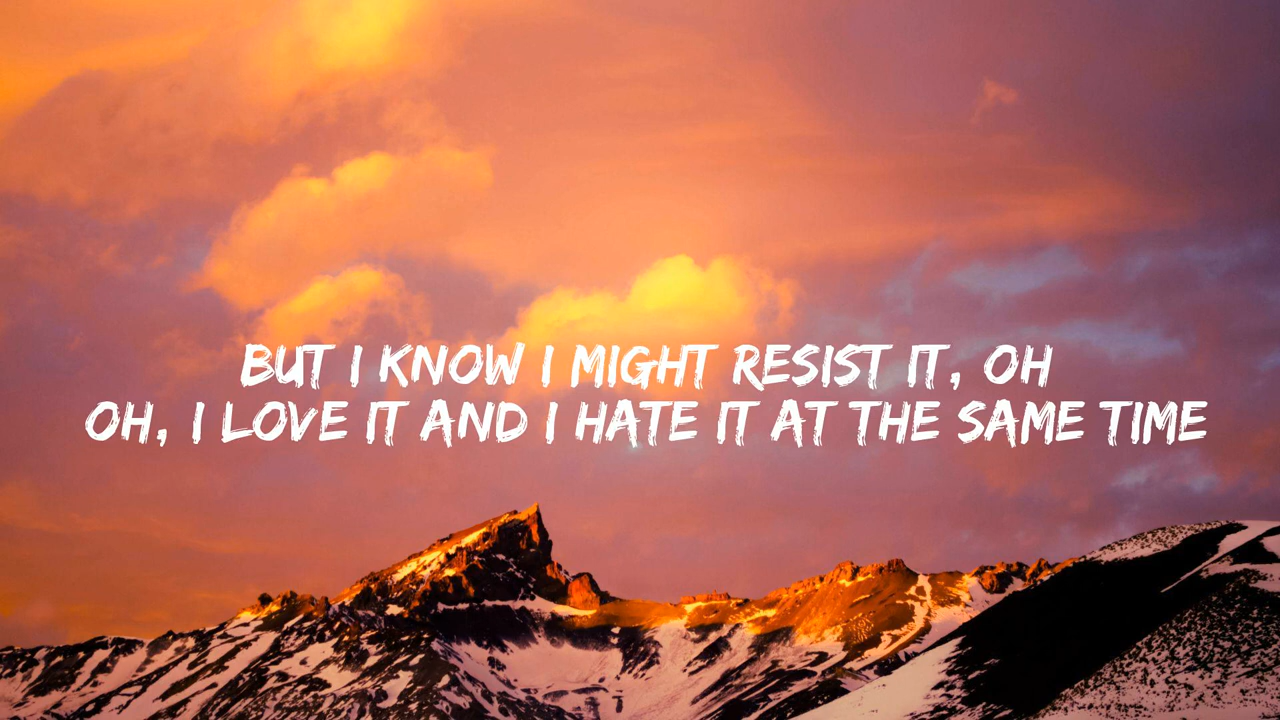 BUT I KNOW I MIGHT RESIST IT, OH
OH, I LOVE IT AND I HATE IT AT THE SAME TIME